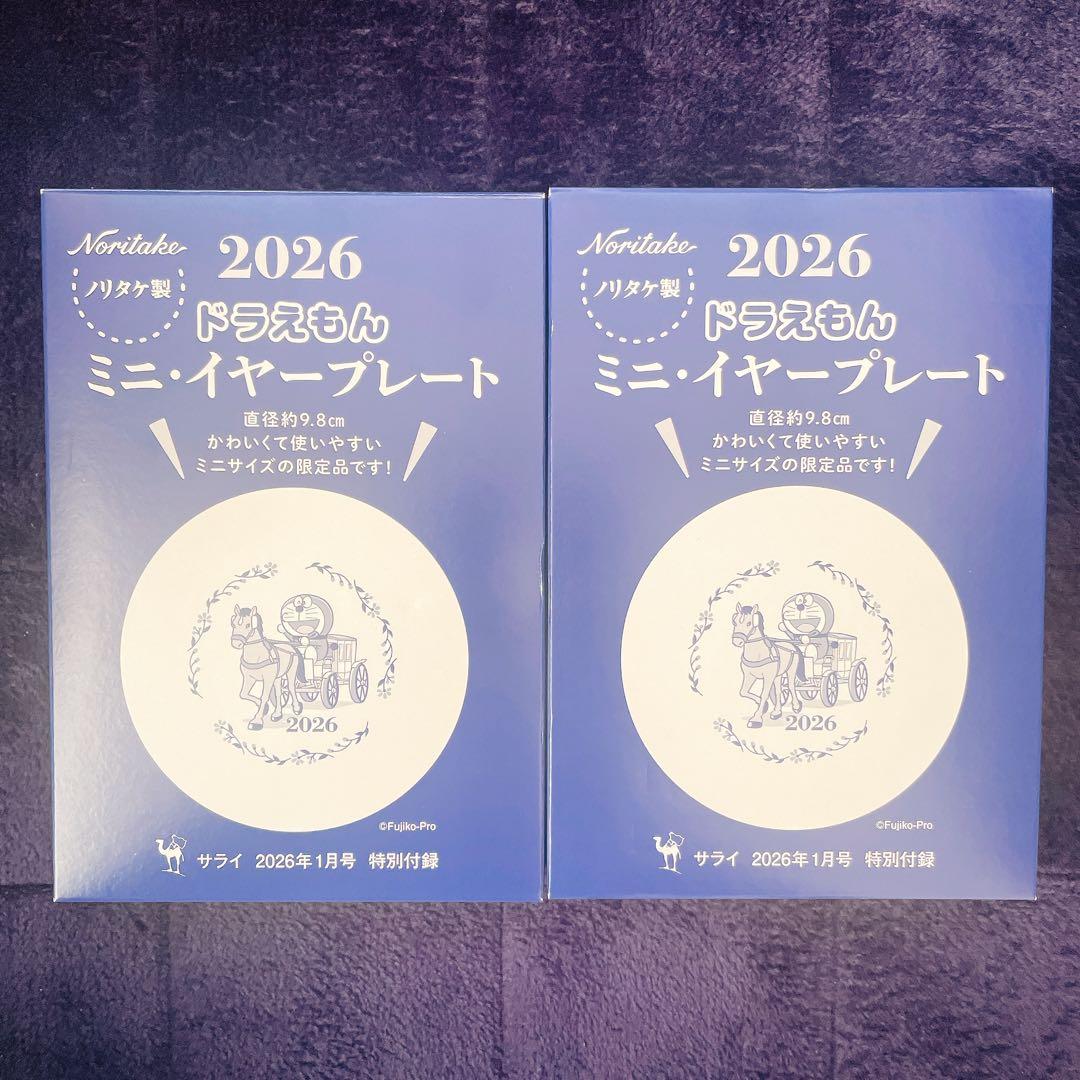 Noritake
ノリタケ製
2026
ドラえもん
ミニ・イヤープレート
直径約9.8㎝
かわいくて使いやすい
ミニサイズの限定品です!
2026
©Fujiko-Pro
サライ 2026年1月号 特別付録
Noritake
ノリタケ製
2026
ドラえもん
ミニ・イヤープレート
直径約9.8㎝
かわいくて使いやすい
ミニサイズの限定品です!
2026
©Fujiko-Pro
サライ 2026年1月号 特別付録